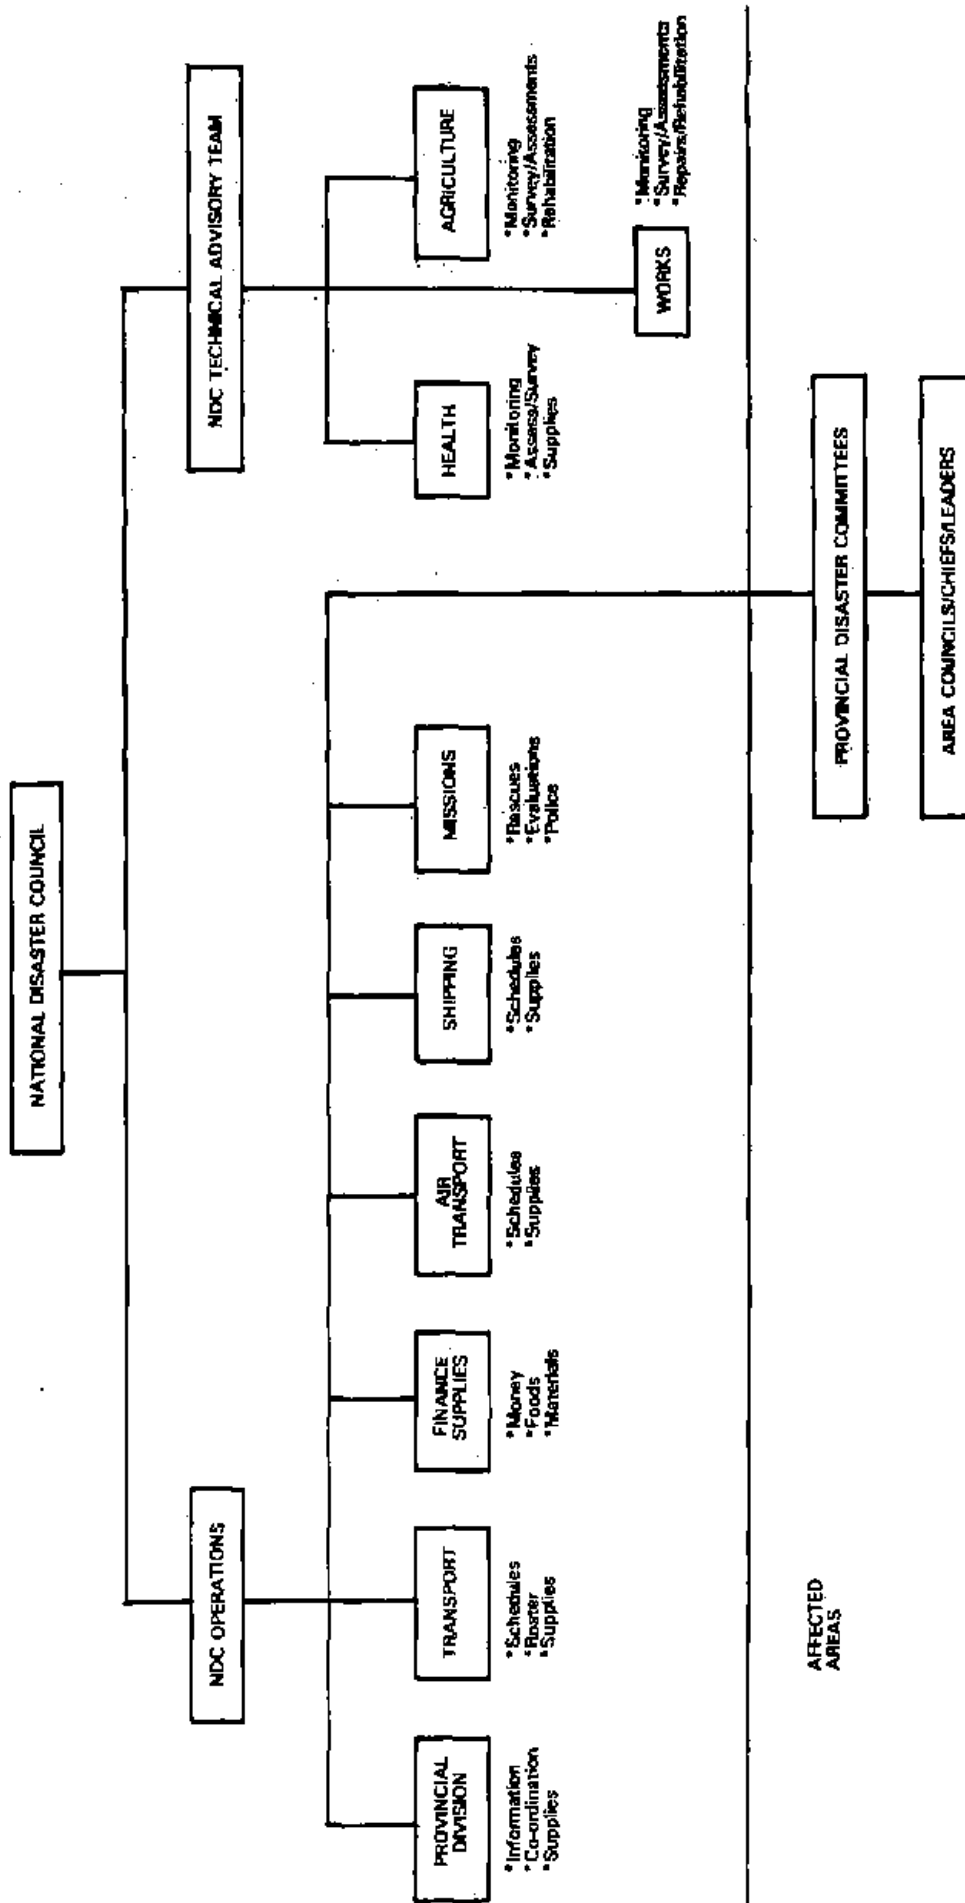 NATIONAL DISASTER COUNCIL
NDC OPERATIONS
NDC TECHNICAL ADVISORY TEAM
PROVINCIAL
DIVISION
*Information
*Co-ordination
*Supplies
TRANSPORT
*Schedules
*Roster
*Supplies
FINANCE
SUPPLIES
*Money
*Foods
*Materials
AIR
TRANSPORT
*Schedules
*Supplies
SHIPPING
*Schedules
*Supplies
MISSIONS
*Rescues
*Evaluations
*Police
HEALTH
*Monitoring
*Assess/Survey
*Supplies
AGRICULTURE
*Monitoring
*Survey/Assessments
*Rehabilitation
WORKS
*Monitoring
*Survey/Assessments
*Repairs/Rehabilitation
AFFECTED
AREAS
PROVINCIAL DISASTER COMMITTEES
AREA COUNCILS/CHIEFS/LEADERS